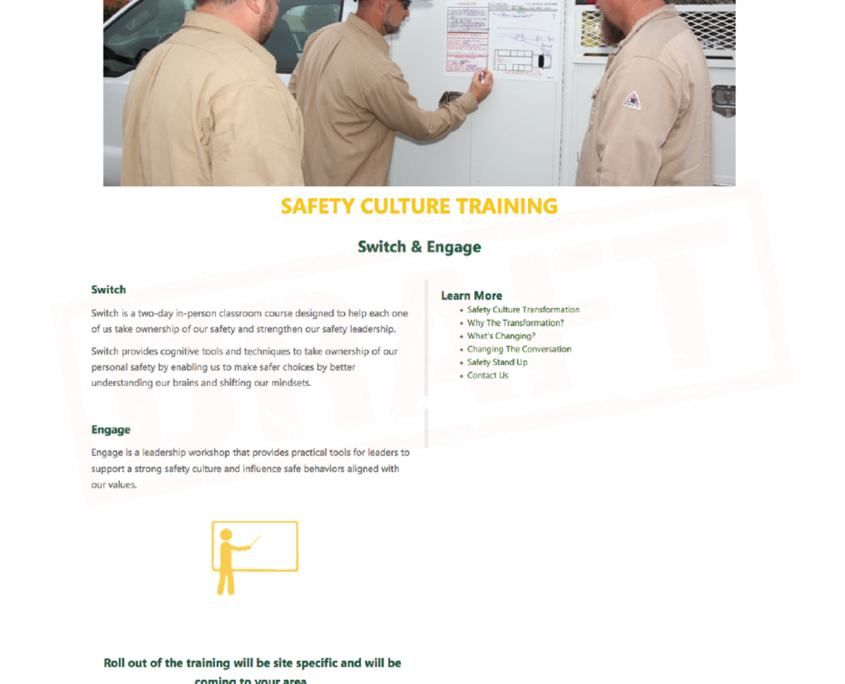 SAFETY CULTURE TRAINING
Switch & Engage
Switch
Switch is a two-day in-person classroom course designed to help each one
of us take ownership of our safety and strengthen our safety leadership.
Switch provides cognitive tools and techniques to take ownership of our
personal safety by enabling us to make safer choices by better
understanding our brains and shifting our mindsets.
Engage
Engage is a leadership workshop that provides practical tools for leaders to
support a strong safety culture and influence safe behaviors aligned with
our values.
Learn More
Safety Culture Transformation
Why The Transformation?
What's Changing?
Changing The Conversation
Safety Stand Up
Contact Us
DRAFT
Roll out of the training will be site specific and will be
coming to your area